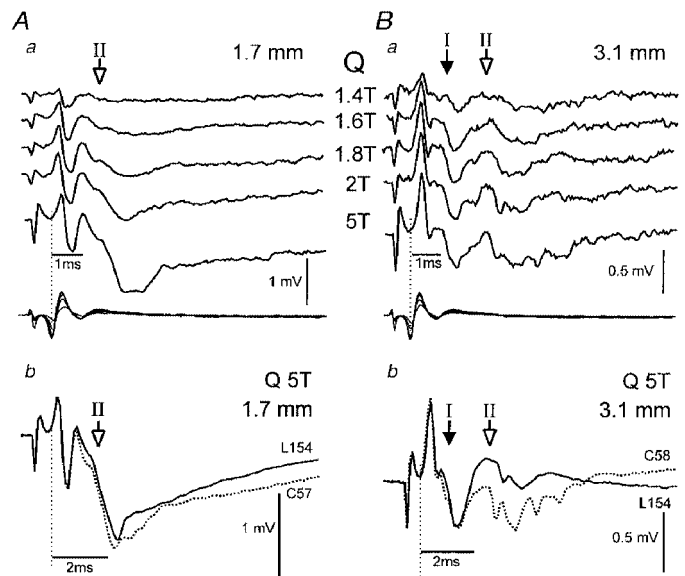 A
a
II
1.7 mm
Q
1.4T
1.6T
1.8T
2T
5T
1ms
1 mV
B
a
I
II
3.1 mm
1ms
0.5 mV
b
Q 5T
1.7 mm
II
L154
C57
1 mV
2ms
b
Q 5T
3.1 mm
I
II
C58
L154
0.5 mV
2ms